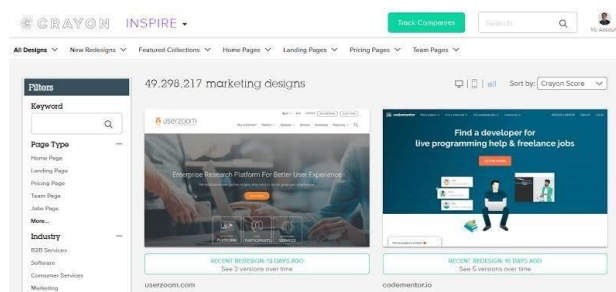 CRAYON INSPIRE
Track Companies
Search
My Account
All Designs New Redesigns Featured Collections Home Pages Landing Pages Pricing Pages Team Pages
Filters
Keyword
Page Type
Home Page
Landing Page
Pricing Page
Team Page
Jobs Page
More...
Industry
B2B Services
Software
Consumer Services
Marketing
49,298,217 marketing designs
all
Sort by: Crayon Score
userzoom
Enterprise Research Platform For Better User Experience
PLATFORM PARTICIPANTS SERVICES
RECENT REDESIGN: 12 DAYS AGO
See 3 versions over time
userzoom.com
codementor
Find a developer for
live programming help & freelance jobs
RECENT REDESIGN: 10 DAYS AGO
See 5 versions over time
codementor.io